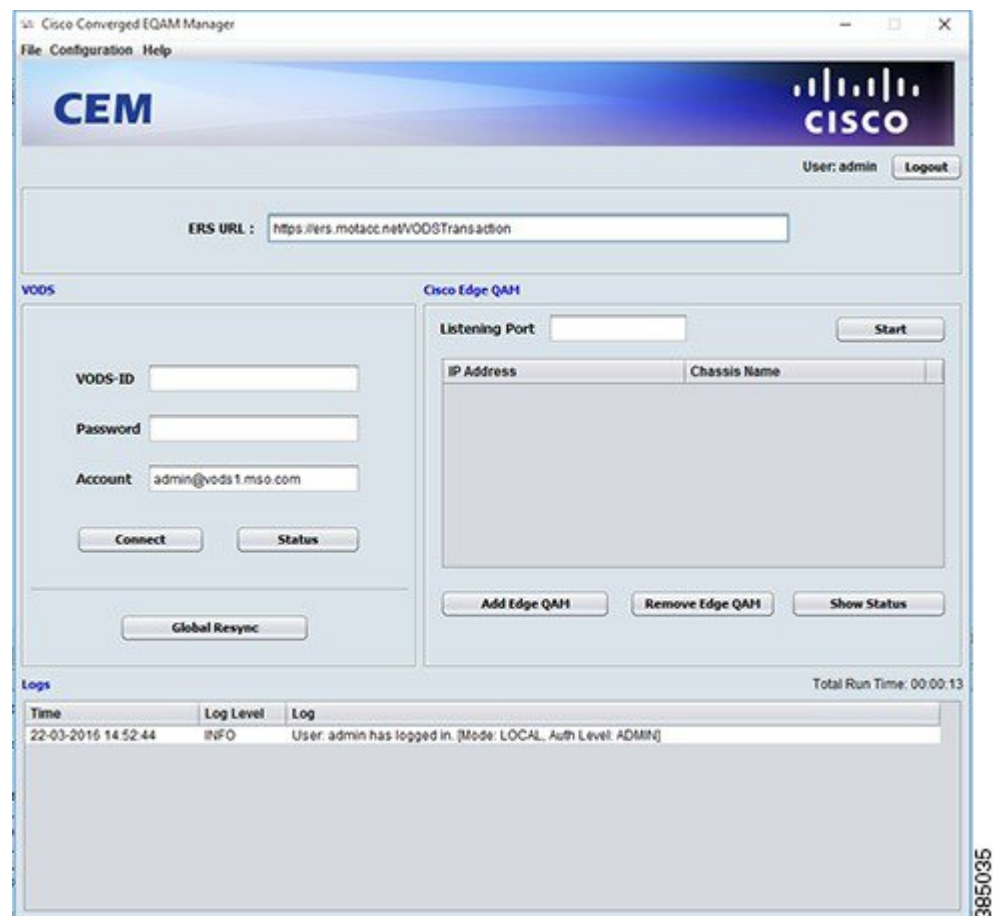 Cisco Converged EQAM Manager
File Configuration Help
CEM
CISCO
User: admin Logout
ERS URL : https://ers.motacc.net/VODSTransaction
VODS
Cisco Edge QAM
Listening Port Start
IP Address Chassis Name
VODS-ID
Password
Account admin@vods1.mso.com
Connect Status
Add Edge QAM Remove Edge QAM Show Status
Global Resync
Logs Total Run Time: 00:00:13
Time Log Level Log
22-03-2016 14:52:44 INFO User: admin has logged in. [Mode: LOCAL, Auth Level: ADMIN]
385035